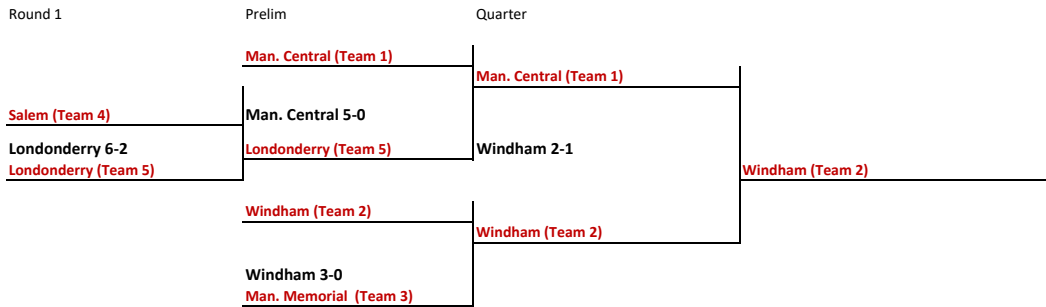 Round 1
Prelim
Quarter
Man. Central (Team 1)
Man. Central (Team 1)
Salem (Team 4)
Man. Central 5-0
Londonderry 6-2
Londonderry (Team 5)
Windham 2-1
Londonderry (Team 5)
Windham (Team 2)
Windham (Team 2)
Windham (Team 2)
Windham 3-0
Man. Memorial  (Team 3)